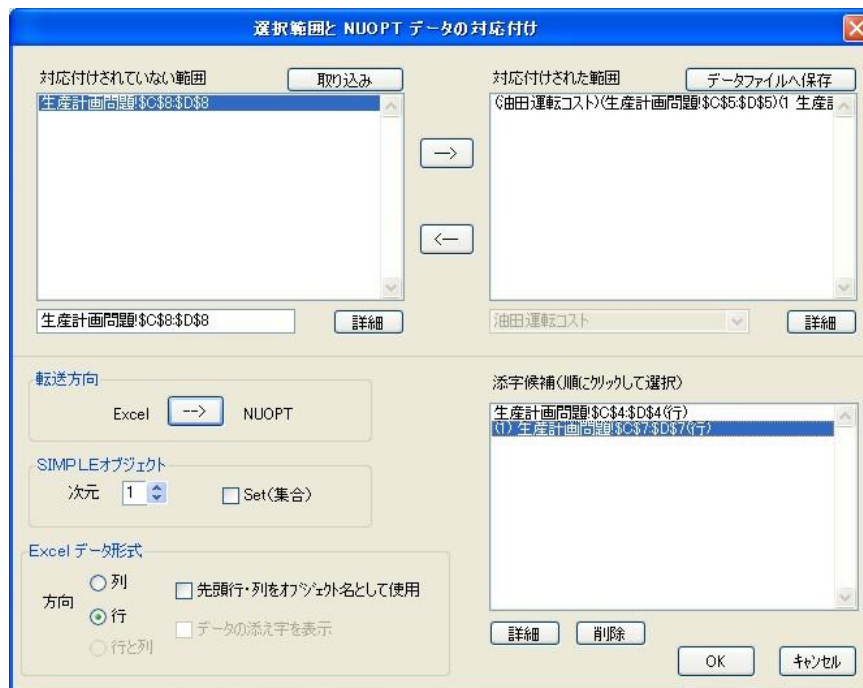 選択範囲と NUOPT データの対応付け
対応付けされていない範囲
取り込み
対応付けされた範囲
データファイルへ保存
生産計画問題!$C$8:$D$8
(油田運転コスト)(生産計画問題!$C$5:$D$5)(1 生産
-->
<--
生産計画問題!$C$8:$D$8
詳細
油田運転コスト
詳細
転送方向
Excel --> NUOPT
添字候補(順にクリックして選択)
生産計画問題!$C$4:$D$4(行)
(1) 生産計画問題!$C$7:$D$7(行)
SIMPLEオブジェクト
次元 1
Set(集合)
Excel データ形式
方向
列
行
行と列
先頭行・列をオブジェクト名として使用
データの添え字を表示
詳細
削除
OK
キャンセル